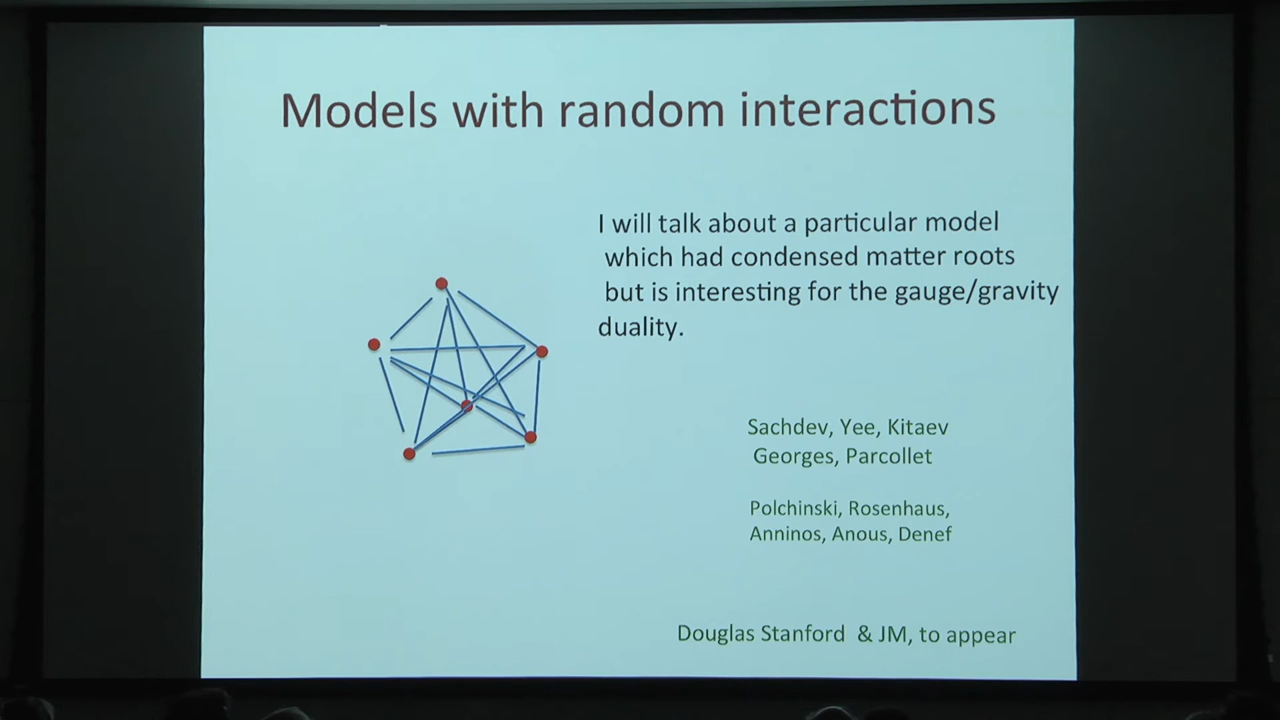 Models with random interactions
I will talk about a particular model
which had condensed matter roots
but is interesting for the gauge/gravity
duality.
Sachdev, Yee, Kitaev
Georges, Parcollet
Polchinski, Rosenhaus,
Anninos, Anous, Denef
Douglas Stanford & JM, to appear